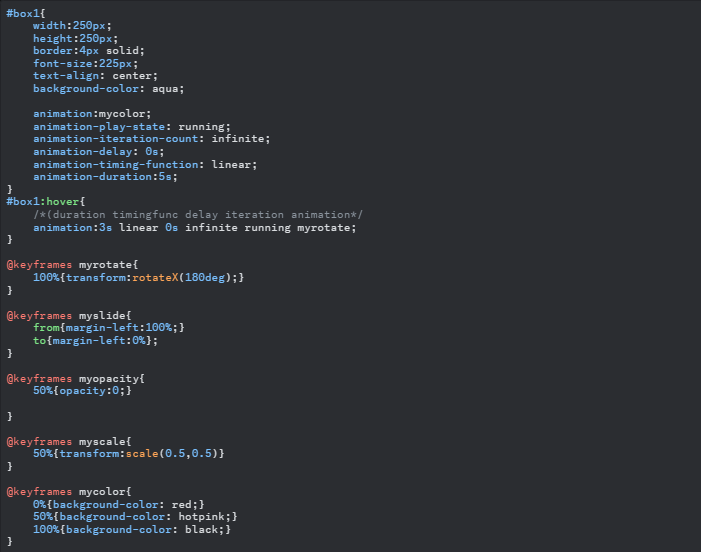 #box1{
    width:250px;
    height:250px;
    border:4px solid;
    font-size:225px;
    text-align: center;
    background-color: aqua;

    animation:mycolor;
    animation-play-state: running;
    animation-iteration-count: infinite;
    animation-delay: 0s;
    animation-timing-function: linear;
    animation-duration:5s;
}
#box1:hover{
    /*(duration timingfunc delay iteration animation*/
    animation:3s linear 0s infinite running myrotate;
}

@keyframes myrotate{
    100%{transform:rotateX(180deg);}
}

@keyframes myslide{
    from{margin-left:100%;}
    to{margin-left:0%};
}

@keyframes myopacity{
    50%{opacity:0;}

}

@keyframes myscale{
    50%{transform:scale(0.5,0.5)}
}

@keyframes mycolor{
    0%{background-color: red;}
    50%{background-color: hotpink;}
    100%{background-color: black;}
}